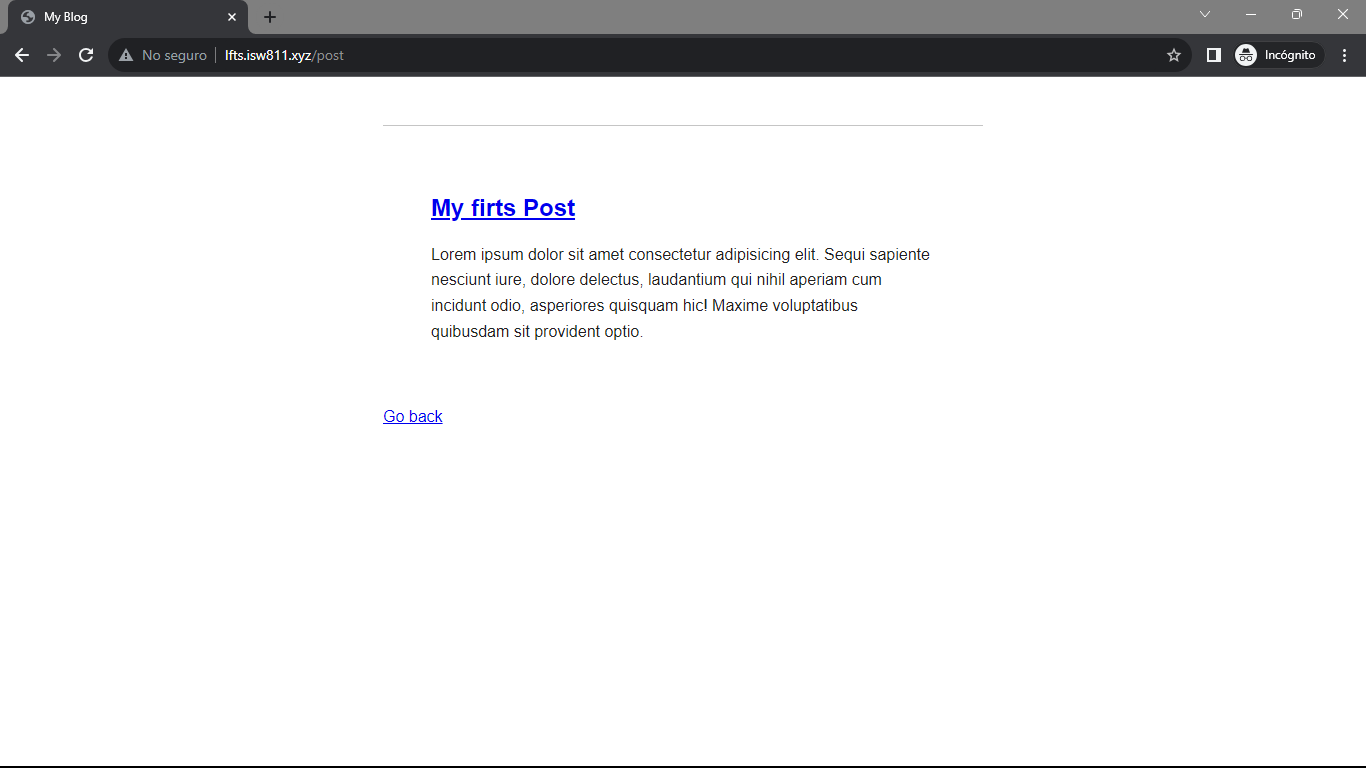 My Blog
No seguro lfts.isw811.xyz/post
Incógnito
My firts Post
Lorem ipsum dolor sit amet consectetur adipisicing elit. Sequi sapiente
nesciunt iure, dolore delectus, laudantium qui nihil aperiam cum
incidunt odio, asperiores quisquam hic! Maxime voluptatibus
quibusdam sit provident optio.
Go back